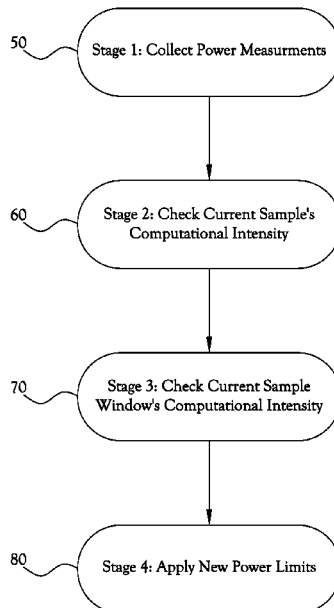 50
Stage 1: Collect Power Measurments
60
Stage 2: Check Current Sample's
Computational Intensity
70
Stage 3: Check Current Sample
Window's Computational Intensity
80
Stage 4: Apply New Power Limits